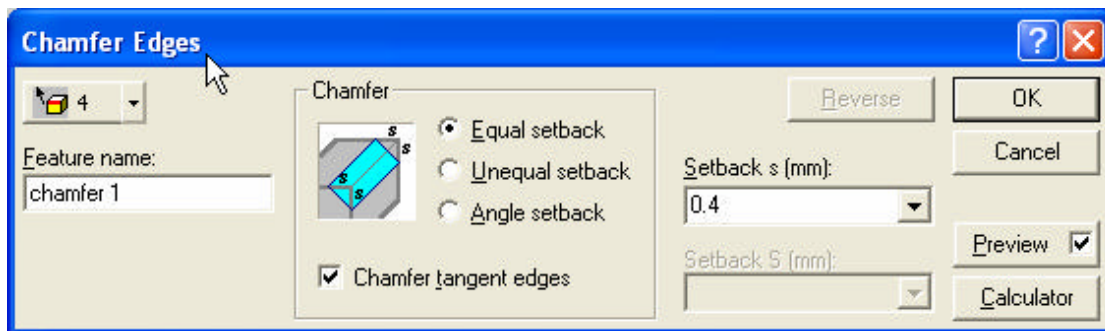 Chamfer Edges
4
Feature name:
chamfer 1
Chamfer
s
s
s
s
Equal setback
Unequal setback
Angle setback
Chamfer tangent edges
Reverse
Setback s (mm):
0.4
Setback S (mm):
OK
Cancel
Preview
Calculator